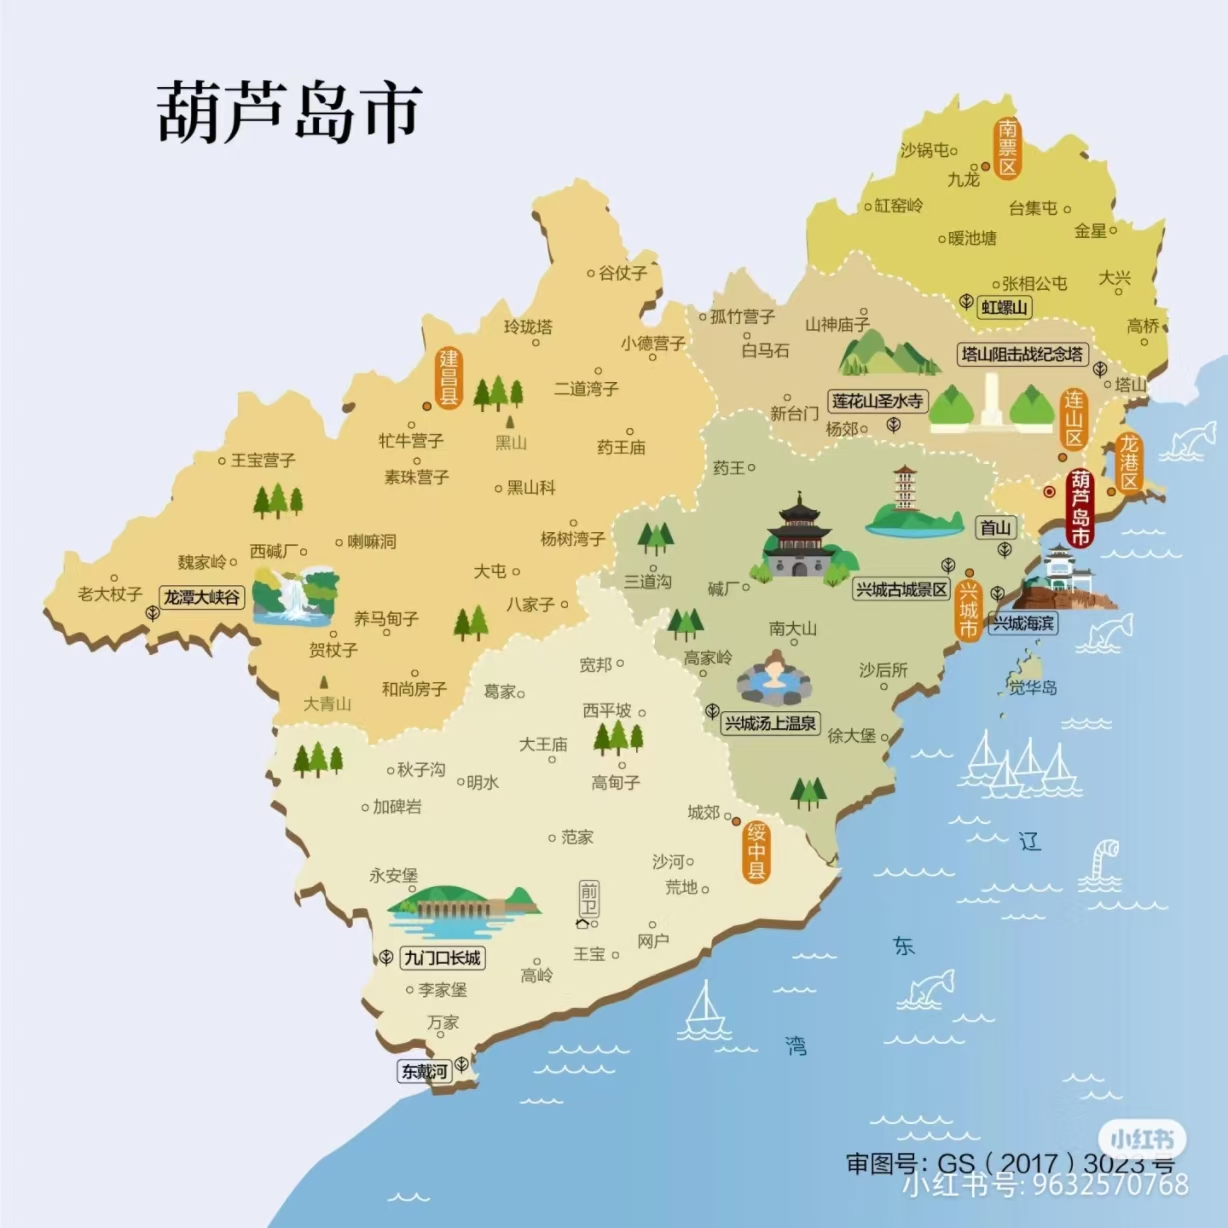 葫芦岛市
南票区
沙锅屯
九龙
缸窑岭
台集屯
金星
暖池塘
张相公屯
大兴
虹螺山
高桥
谷杖子
玲珑塔
小德营子
孤竹营子
山神庙子
白马石
塔山阻击战纪念塔
塔山
建昌县
二道湾子
莲花山圣水寺
新台门
杨郊
连山区
龙港区
牤牛营子
黑山
药王庙
王宝营子
素珠营子
黑山科
药王
葫芦岛市
首山
杨树湾子
喇嘛洞
西碱厂
魏家岭
大屯
三道沟
碱厂
兴城古城景区
兴城市
兴城海滨
老大杖子
龙潭大峡谷
八家子
养马甸子
贺杖子
南大山
宽邦
高家岭
沙后所
觉华岛
和尚房子
葛家
大青山
西平坡
兴城汤上温泉
徐大堡
大王庙
秋子沟
明水
高甸子
加碑岩
城郊
绥中县
范家
辽
沙河
永安堡
荒地
前卫
东
网户
王宝
九门口长城
高岭
李家堡
万家
湾
东戴河
小红书
审图号：GS（2017）3023号
小红书号: 9632570768